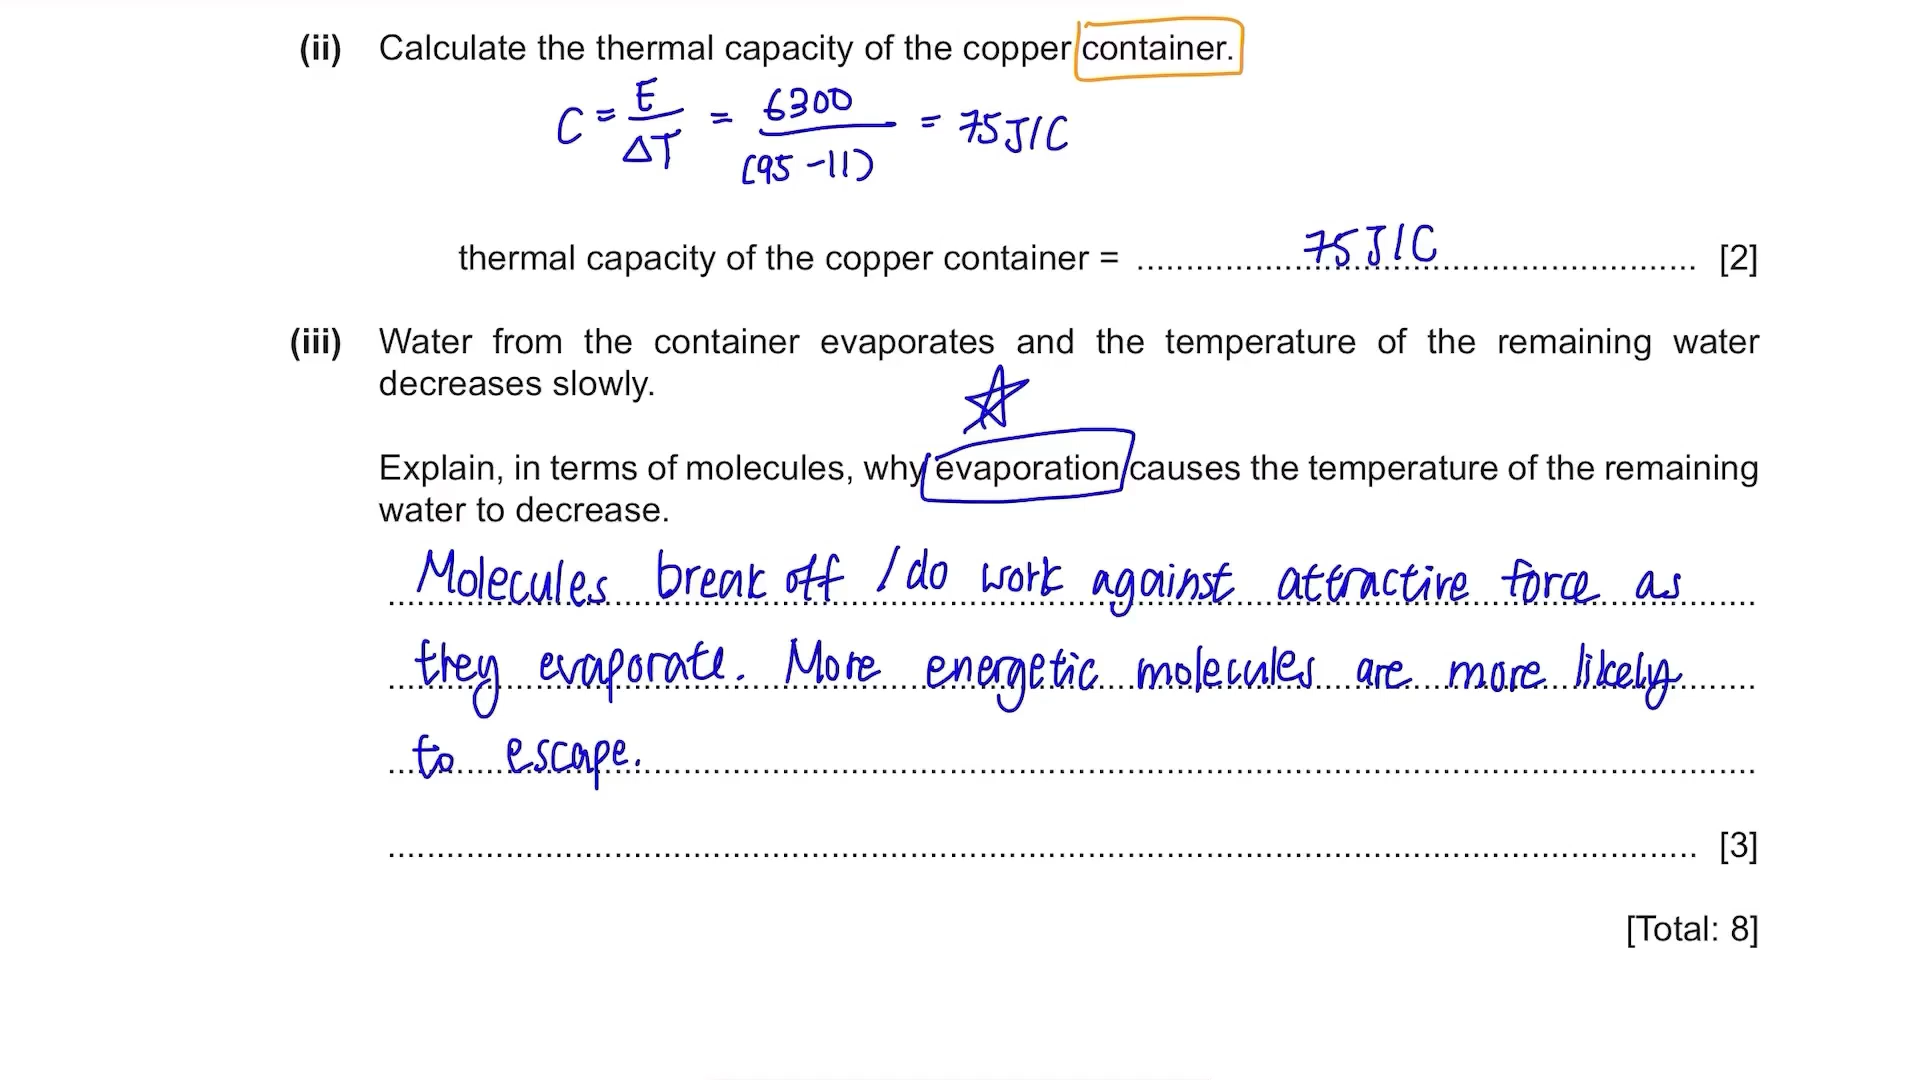 (ii) Calculate the thermal capacity of the copper container.
C = E/ΔT = 6300/(95-11) = 75J/C
thermal capacity of the copper container = ........ 75J/C ........ [2]
(iii) Water from the container evaporates and the temperature of the remaining water
decreases slowly.
Explain, in terms of molecules, why evaporation causes the temperature of the remaining
water to decrease.
Molecules break off / do work against attractive force as
they evaporate. More energetic molecules are more likely
to escape.
[3]
[Total: 8]